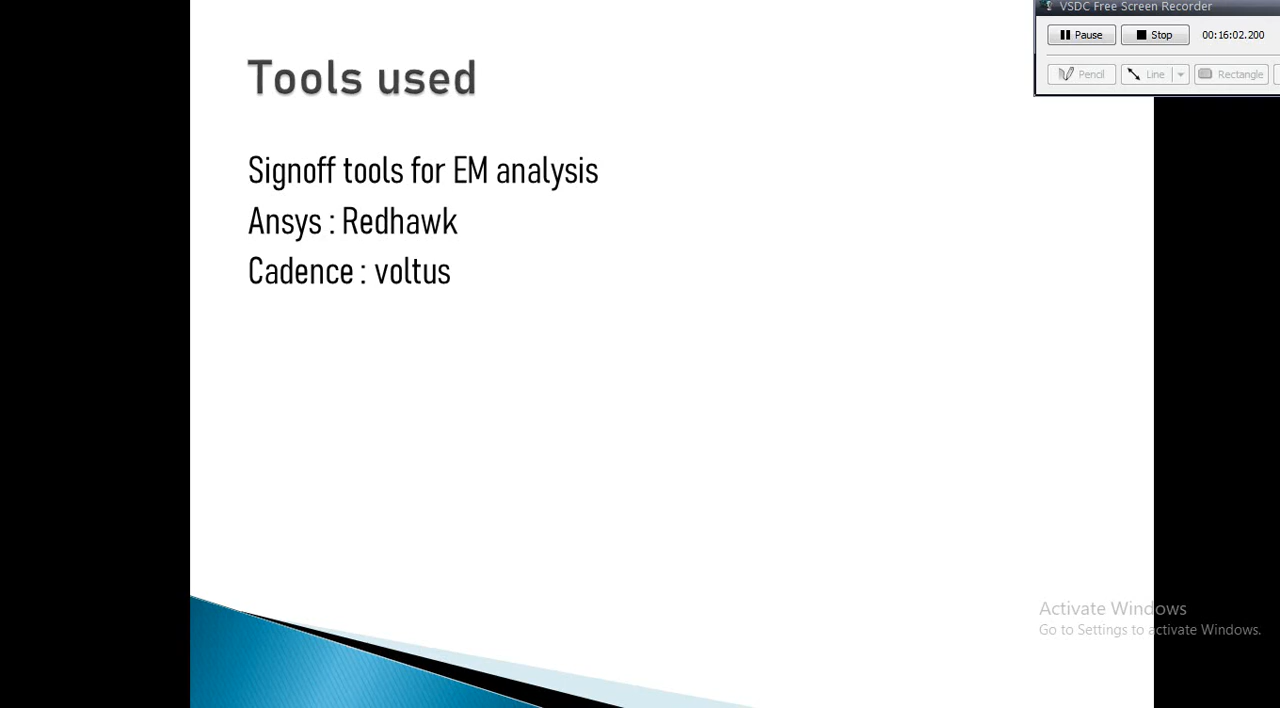 VSDC Free Screen Recorder
Pause Stop 00:16:02.200
Pencil Line Rectangle
Tools used
Signoff tools for EM analysis
Ansys : Redhawk
Cadence : voltus
Activate Windows
Go to Settings to activate Windows.